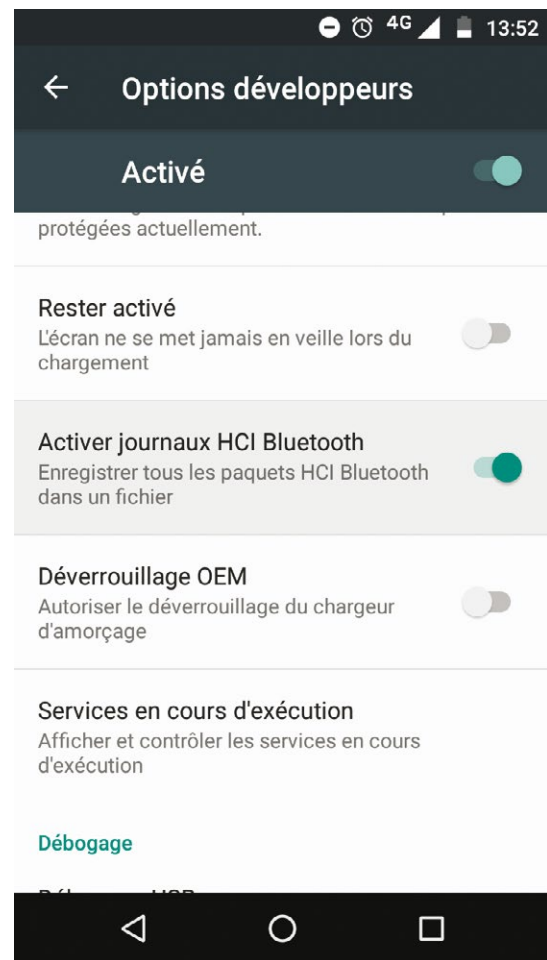 4G 13:52
Options développeurs
Activé
protégées actuellement.
Rester activé
L'écran ne se met jamais en veille lors du
chargement
Activer journaux HCI Bluetooth
Enregistrer tous les paquets HCI Bluetooth
dans un fichier
Déverrouillage OEM
Autoriser le déverrouillage du chargeur
d'amorçage
Services en cours d'exécution
Afficher et contrôler les services en cours
d'exécution
Débogage